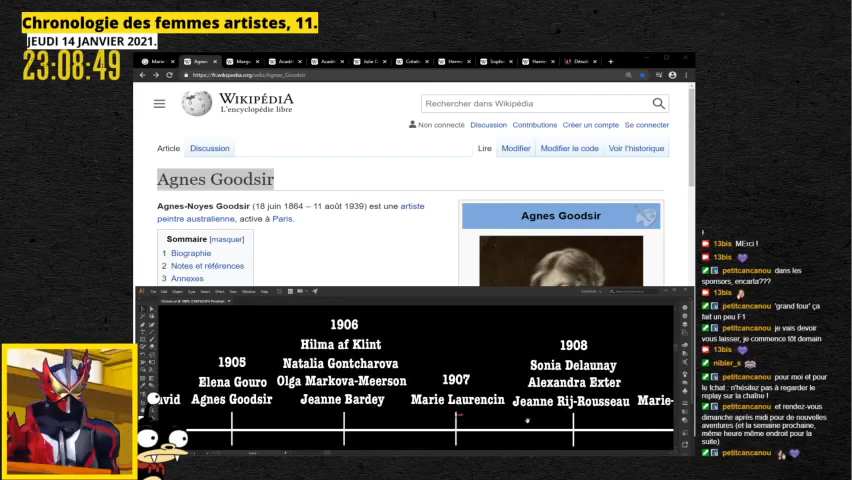 Chronologie des femmes artistes, 11.
JEUDI 14 JANVIER 2021.
23:08:49
https://fr.wikipedia.org/wiki/Agnes_Goodsir
WIKIPÉDIA
L'encyclopédie libre
Rechercher dans Wikipédia
Non connecté Discussion Contributions Créer un compte Se connecter
Article Discussion Lire Modifier Modifier le code Voir l'historique
Agnes Goodsir
Agnes-Noyes Goodsir (18 juin 1864 – 11 août 1939) est une artiste
peintre australienne, active à Paris.
Agnes Goodsir
Sommaire [masquer]
1 Biographie
2 Notes et références
3 Annexes
1905
Elena Gouro
Agnes Goodsir
1906
Hilma af Klint
Natalia Gontcharova
Olga Markova-Meerson
Jeanne Bardey
1907
Marie Laurencin
1908
Sonia Delaunay
Alexandra Exter
Jeanne Rij-Rousseau
Marie-
!
13bis MErci !
13bis
petitcancanou dans les
sponsors, encarta???
13bis
petitcancanou 'grand tour' ça
fait un peu F1
petitcancanou je vais devoir
vous laisser, je commence tôt demain
13bis
nibler_s
petitcancanou pour moi et pour
le tchat : n'hésitez pas à regarder le
replay sur la chaîne !
petitcancanou et rendez-vous
dimanche après midi pour de nouvelles
aventures (et la semaine prochaine,
même heure même endroit pour la
suite)
petitcancanou